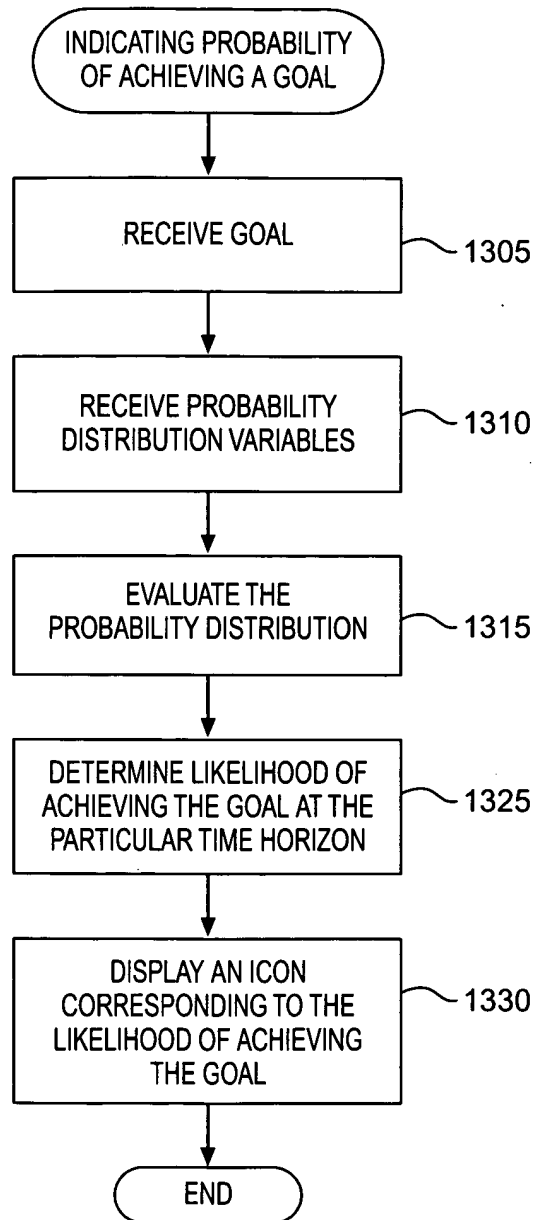 INDICATING PROBABILITY
OF ACHIEVING A GOAL
RECEIVE GOAL
1305
RECEIVE PROBABILITY
DISTRIBUTION VARIABLES
1310
EVALUATE THE
PROBABILITY DISTRIBUTION
1315
DETERMINE LIKELIHOOD OF
ACHIEVING THE GOAL AT THE
PARTICULAR TIME HORIZON
1325
DISPLAY AN ICON
CORRESPONDING TO THE
LIKELIHOOD OF ACHIEVING
THE GOAL
1330
END